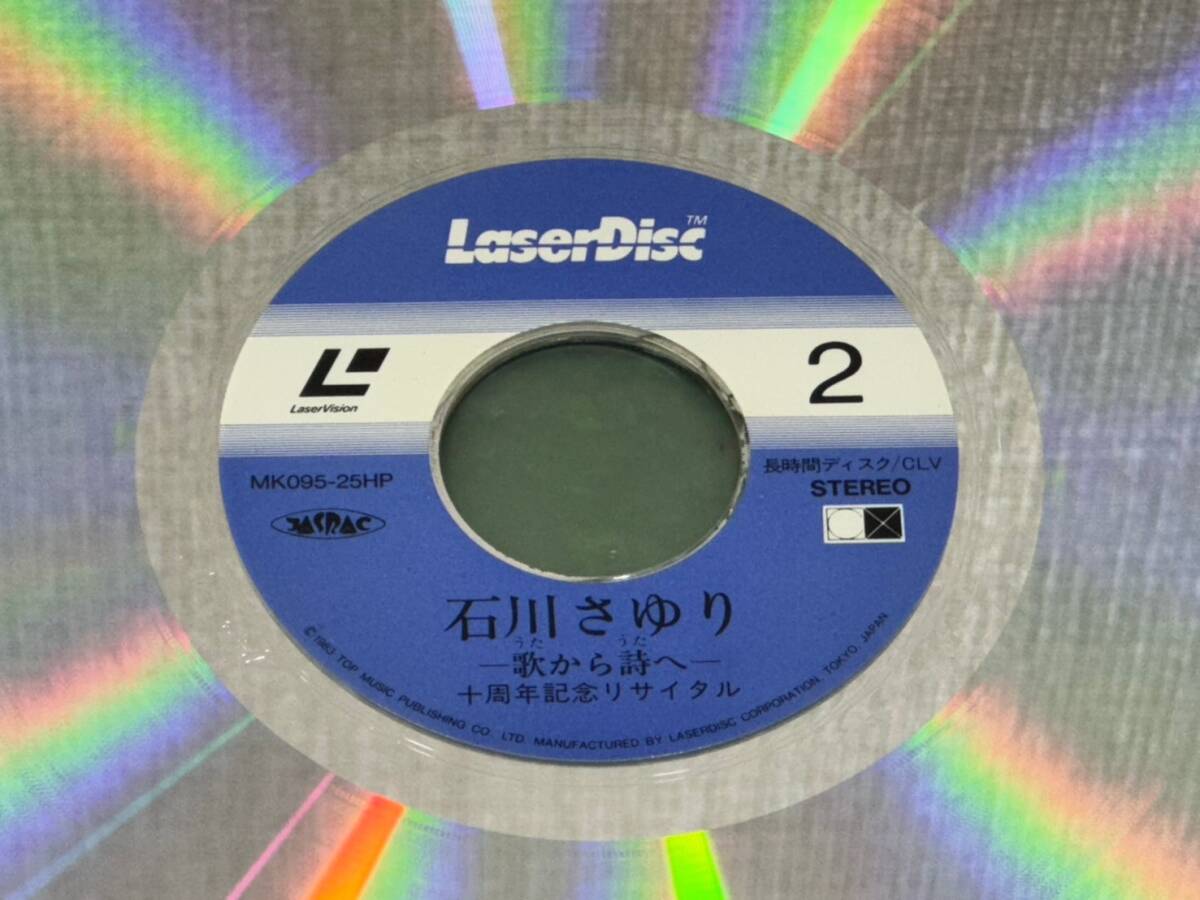 LaserDisc™
LaserVision
2
MK095-25HP
長時間ディスク/CLV
STEREO
JASRAC
石川さゆり
うた うた
―歌から詩へ―
十周年記念リサイタル
©1983 TOP MUSIC PUBLISHING CO., LTD. MANUFACTURED BY LASERDISC CORPORATION, TOKYO, JAPAN